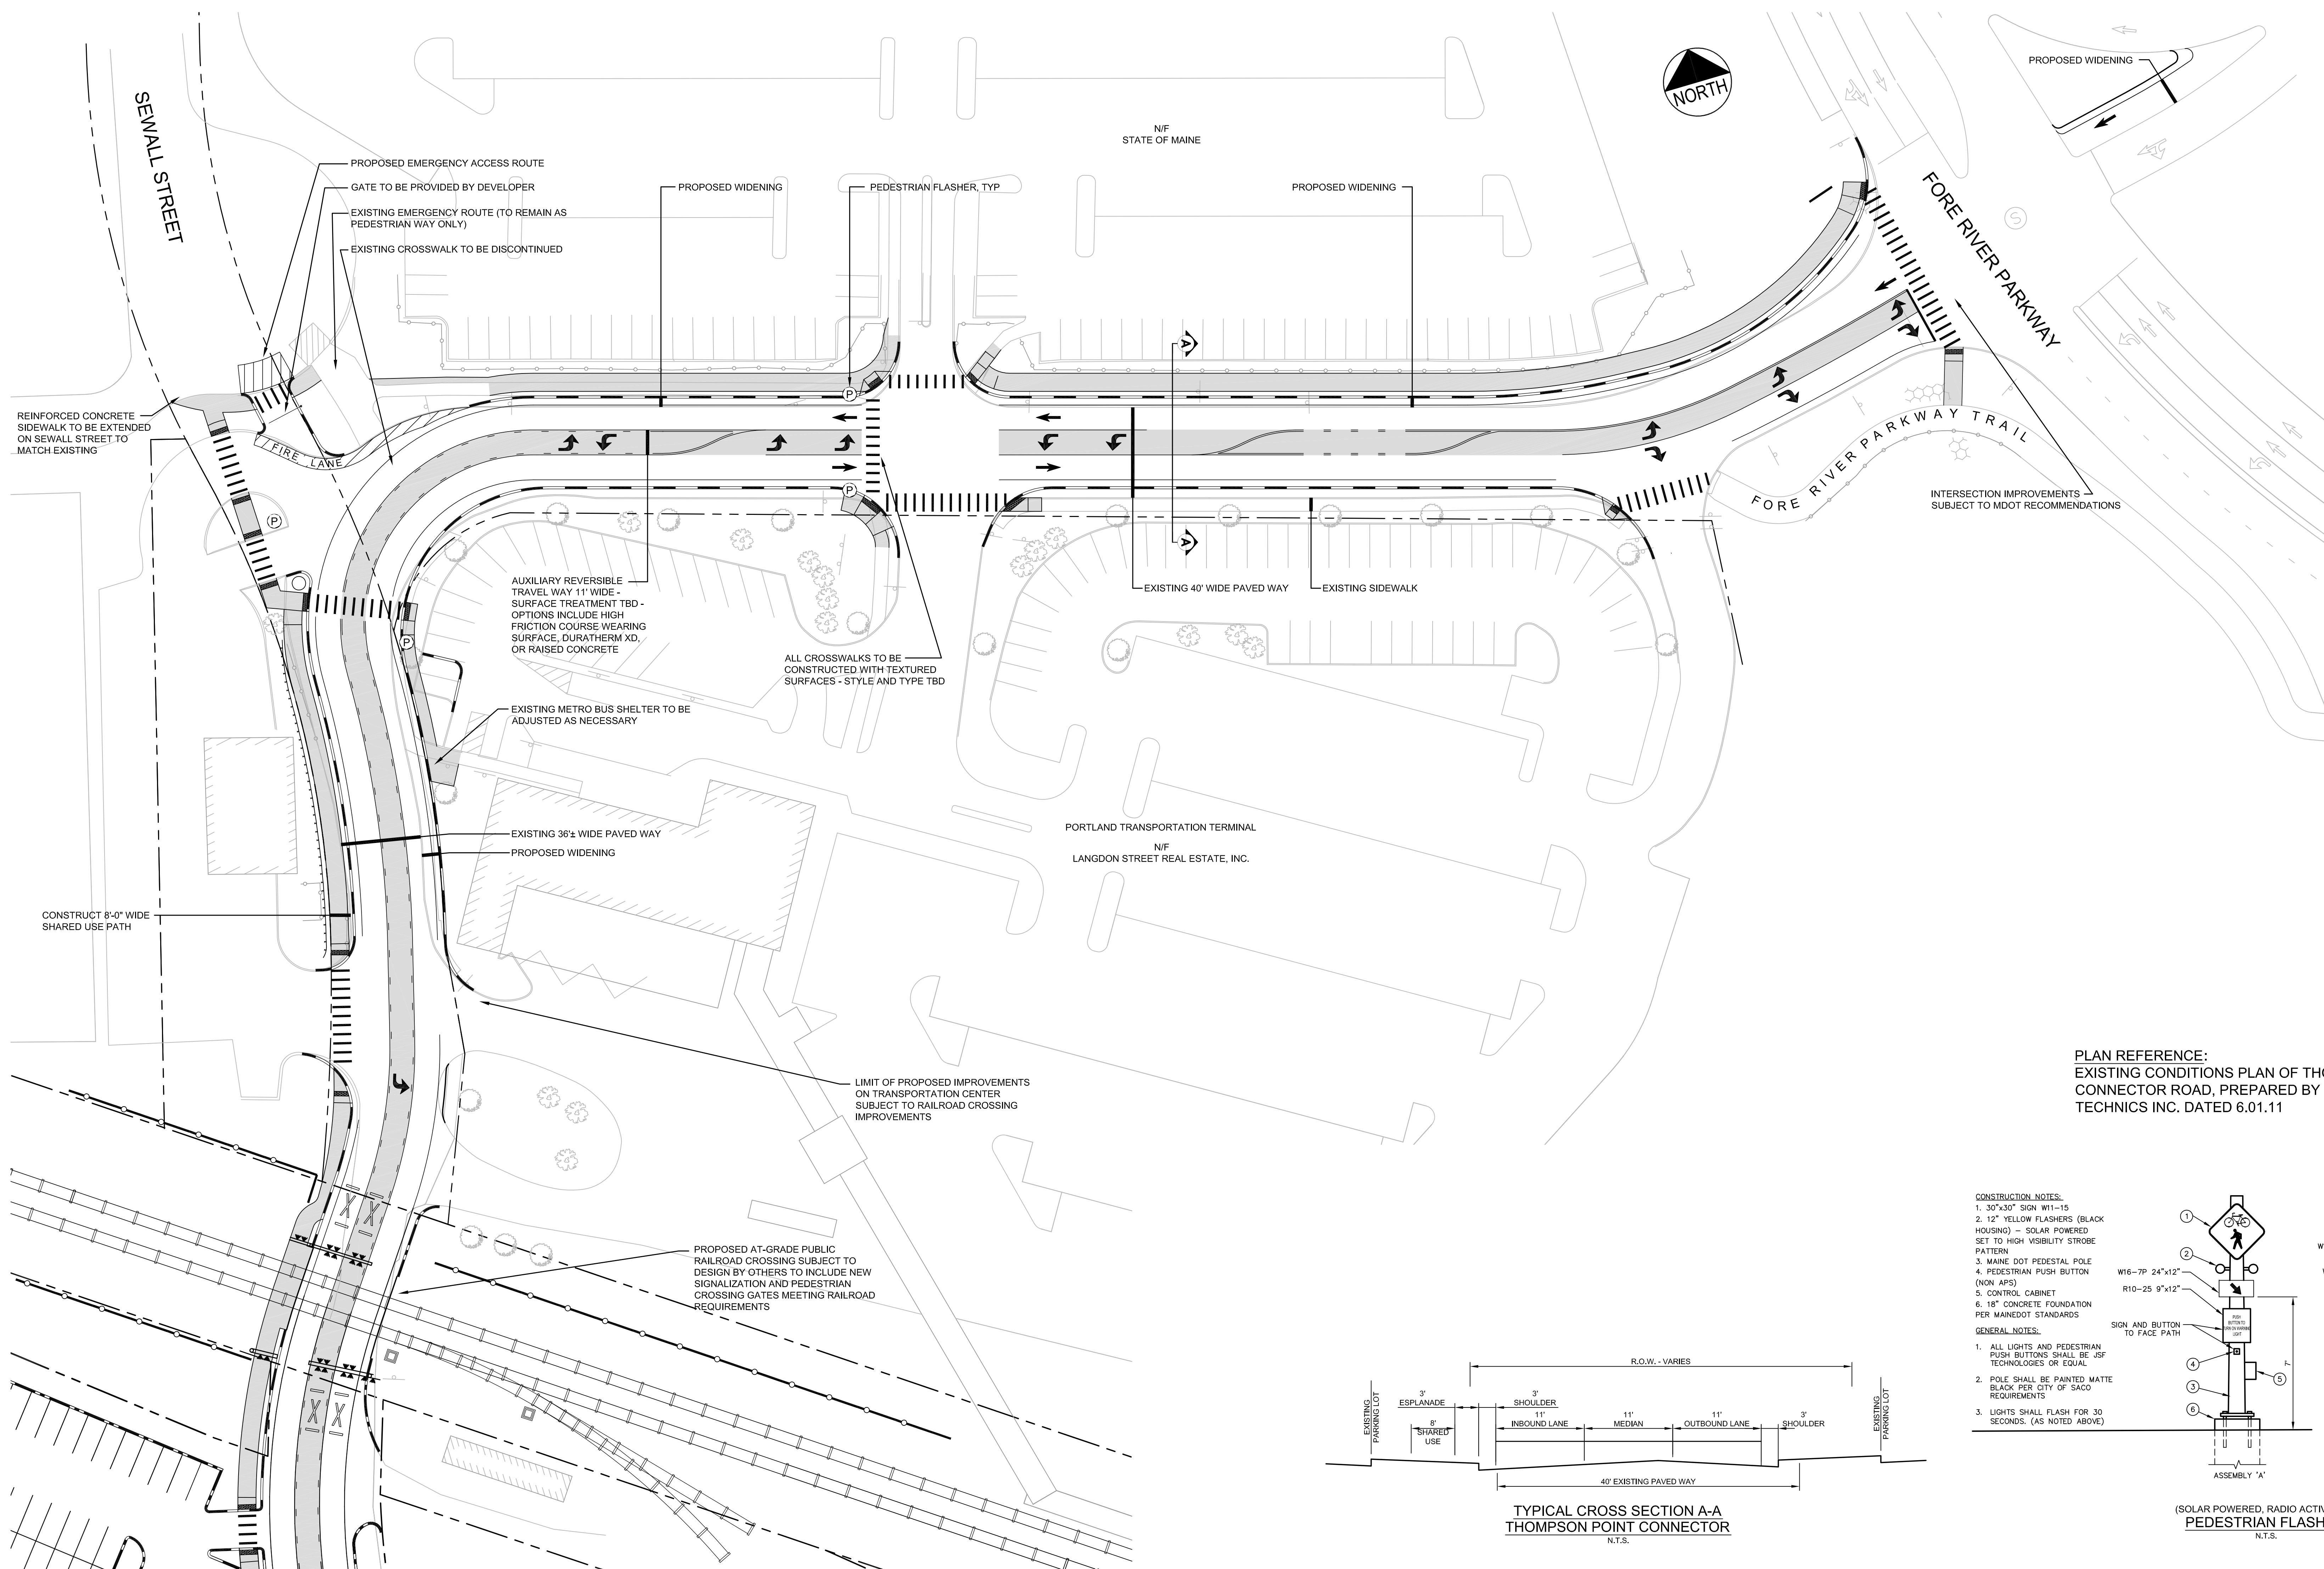 SEWALL STREET
PROPOSED EMERGENCY ACCESS ROUTE
GATE TO BE PROVIDED BY DEVELOPER
EXISTING EMERGENCY ROUTE (TO REMAIN AS
PEDESTRIAN WAY ONLY)
EXISTING CROSSWALK TO BE DISCONTINUED
PROPOSED WIDENING
PEDESTRIAN FLASHER, TYP
N/F
STATE OF MAINE
PROPOSED WIDENING
NORTH
PROPOSED WIDENING
FORE RIVER PARKWAY
S
REINFORCED CONCRETE
SIDEWALK TO BE EXTENDED
ON SEWALL STREET TO
MATCH EXISTING
FIRE LANE
P
P
P
P
A
A
FORE RIVER PARKWAY TRAIL
INTERSECTION IMPROVEMENTS
SUBJECT TO MDOT RECOMMENDATIONS
AUXILIARY REVERSIBLE
TRAVEL WAY 11' WIDE -
SURFACE TREATMENT TBD -
OPTIONS INCLUDE HIGH
FRICTION COURSE WEARING
SURFACE, DURATHERM XD,
OR RAISED CONCRETE
EXISTING 40' WIDE PAVED WAY
EXISTING SIDEWALK
ALL CROSSWALKS TO BE
CONSTRUCTED WITH TEXTURED
SURFACES - STYLE AND TYPE TBD
EXISTING METRO BUS SHELTER TO BE
ADJUSTED AS NECESSARY
EXISTING 36'± WIDE PAVED WAY
PROPOSED WIDENING
PORTLAND TRANSPORTATION TERMINAL
N/F
LANGDON STREET REAL ESTATE, INC.
CONSTRUCT 8'-0" WIDE
SHARED USE PATH
LIMIT OF PROPOSED IMPROVEMENTS
ON TRANSPORTATION CENTER
SUBJECT TO RAILROAD CROSSING
IMPROVEMENTS
PROPOSED AT-GRADE PUBLIC
RAILROAD CROSSING SUBJECT TO
DESIGN BY OTHERS TO INCLUDE NEW
SIGNALIZATION AND PEDESTRIAN
CROSSING GATES MEETING RAILROAD
REQUIREMENTS
PLAN REFERENCE:
EXISTING CONDITIONS PLAN OF THO
CONNECTOR ROAD, PREPARED BY
TECHNICS INC. DATED 6.01.11
R.O.W. - VARIES
EXISTING
PARKING LOT
3'
ESPLANADE
3'
SHOULDER
8'
SHARED
USE
11'
INBOUND LANE
11'
MEDIAN
11'
OUTBOUND LANE
3'
SHOULDER
EXISTING
PARKING LOT
40' EXISTING PAVED WAY
TYPICAL CROSS SECTION A-A
THOMPSON POINT CONNECTOR
N.T.S.
CONSTRUCTION NOTES:
1. 30"x30" SIGN W11-15
2. 12" YELLOW FLASHERS (BLACK
HOUSING) – SOLAR POWERED
SET TO HIGH VISIBILITY STROBE
PATTERN
3. MAINE DOT PEDESTAL POLE
4. PEDESTRIAN PUSH BUTTON
(NON APS)
5. CONTROL CABINET
6. 18" CONCRETE FOUNDATION
PER MAINEDOT STANDARDS
GENERAL NOTES:
1. ALL LIGHTS AND PEDESTRIAN
PUSH BUTTONS SHALL BE JSF
TECHNOLOGIES OR EQUAL
2. POLE SHALL BE PAINTED MATTE
BLACK PER CITY OF SACO
REQUIREMENTS
3. LIGHTS SHALL FLASH FOR 30
SECONDS. (AS NOTED ABOVE)
1
2
W16-7P 24"x12"
R10-25 9"x12"
SIGN AND BUTTON
TO FACE PATH
PUSH
BUTTON TO
TURN ON WARNING
LIGHT
4
3
5
6
7'
W
ASSEMBLY 'A'
(SOLAR POWERED, RADIO ACTIV
PEDESTRIAN FLASH
N.T.S.